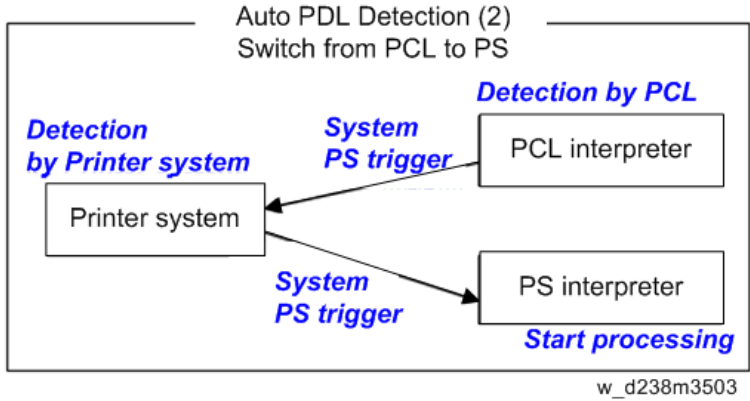 Auto PDL Detection (2)
Switch from PCL to PS
Detection by PCL
Detection
by Printer system
System
PS trigger
PCL interpreter
Printer system
System
PS trigger
PS interpreter
Start processing
w_d238m3503